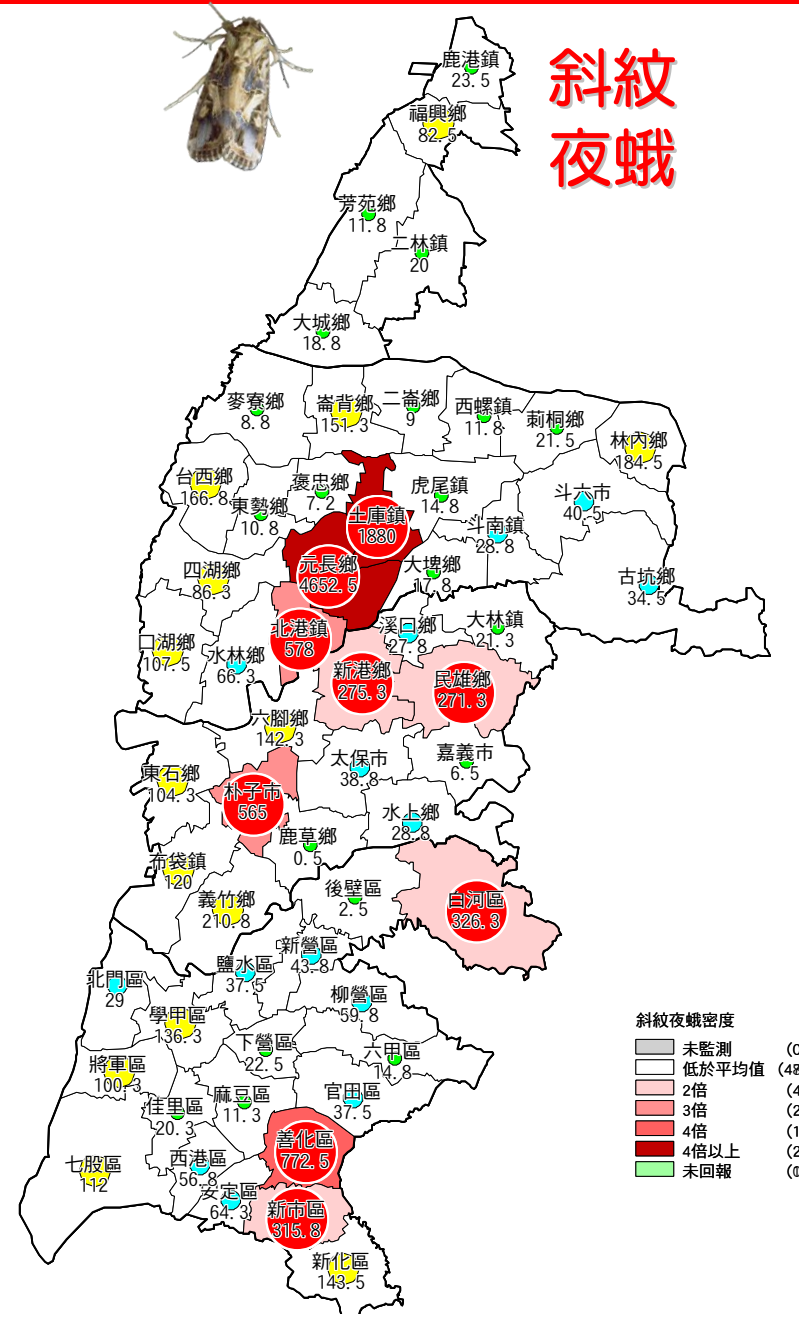 斜紋
夜蛾
鹿港鎮
23.5
福興鄉
82.5
芳苑鄉
11.8
二林鎮
20
大城鄉
18.8
麥寮鄉
8.8
崙背鄉
151.3
二崙鄉
9
西螺鎮
11.8
莿桐鄉
21.5
林內鄉
184.5
台西鄉
166.8
東勢鄉
10.8
褒忠鄉
7.2
土庫鎮
1880
虎尾鎮
14.8
斗南鎮
28.8
斗六市
40.5
古坑鄉
34.5
四湖鄉
86.3
元長鄉
4652.5
大埤鄉
17.8
口湖鄉
107.5
水林鄉
66.3
北港鎮
578
溪口鄉
27.8
大林鎮
21.3
新港鄉
275.3
民雄鄉
271.3
六腳鄉
142.3
東石鄉
104.3
朴子市
565
太保市
38.8
嘉義市
6.5
水上鄉
28.8
鹿草鄉
0.5
布袋鎮
120
義竹鄉
210.8
後壁區
2.5
白河區
326.3
北門區
29
鹽水區
37.5
新營區
43.8
柳營區
59.8
學甲區
136.3
下營區
22.5
六甲區
14.8
將軍區
100.3
佳里區
20.3
麻豆區
11.3
官田區
37.5
七股區
112
西港區
56.8
善化區
772.5
安定區
64.3
新市區
315.8
新化區
143.5
斜紋夜蛾密度
未監測 (0
低於平均值
2倍 (4
3倍 (2
4倍 (1
4倍以上 (2
未回報